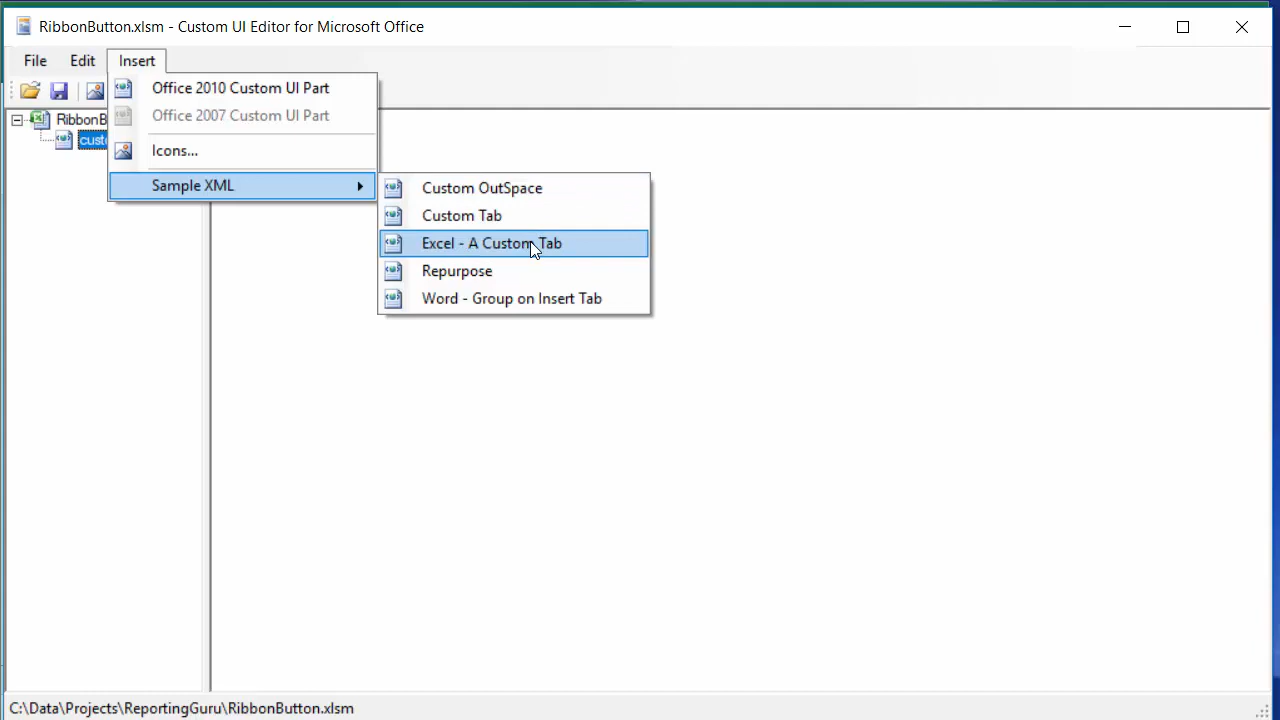 RibbonButton.xlsm - Custom UI Editor for Microsoft Office
File Edit Insert
Office 2010 Custom UI Part
Office 2007 Custom UI Part
Icons...
Sample XML
RibbonB
custo
Custom OutSpace
Custom Tab
Excel - A Custom Tab
Repurpose
Word - Group on Insert Tab
C:\Data\Projects\ReportingGuru\RibbonButton.xlsm